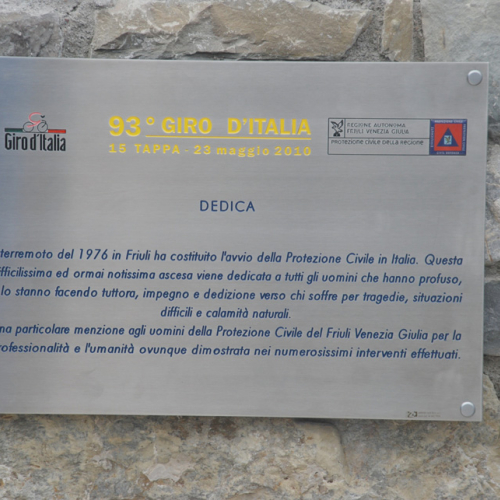 Giro d'Italia
93° GIRO D'ITALIA
15 TAPPA - 23 maggio 2010
REGIONE AUTONOMA
FRIULI VENEZIA GIULIA
PROTEZIONE CIVILE DELLA REGIONE
DEDICA
terremoto del 1976 in Friuli ha costituito l'avvio della Protezione Civile in Italia. Questa
fficilissima ed ormai notissima ascesa viene dedicata a tutti gli uomini che hanno profuso,
lo stanno facendo tuttora, impegno e dedizione verso chi soffre per tragedie, situazioni
difficili e calamità naturali.
na particolare menzione agli uomini della Protezione Civile del Friuli Venezia Giulia per la
rofessionalità e l'umanità ovunque dimostrata nei numerosissimi interventi effettuati.